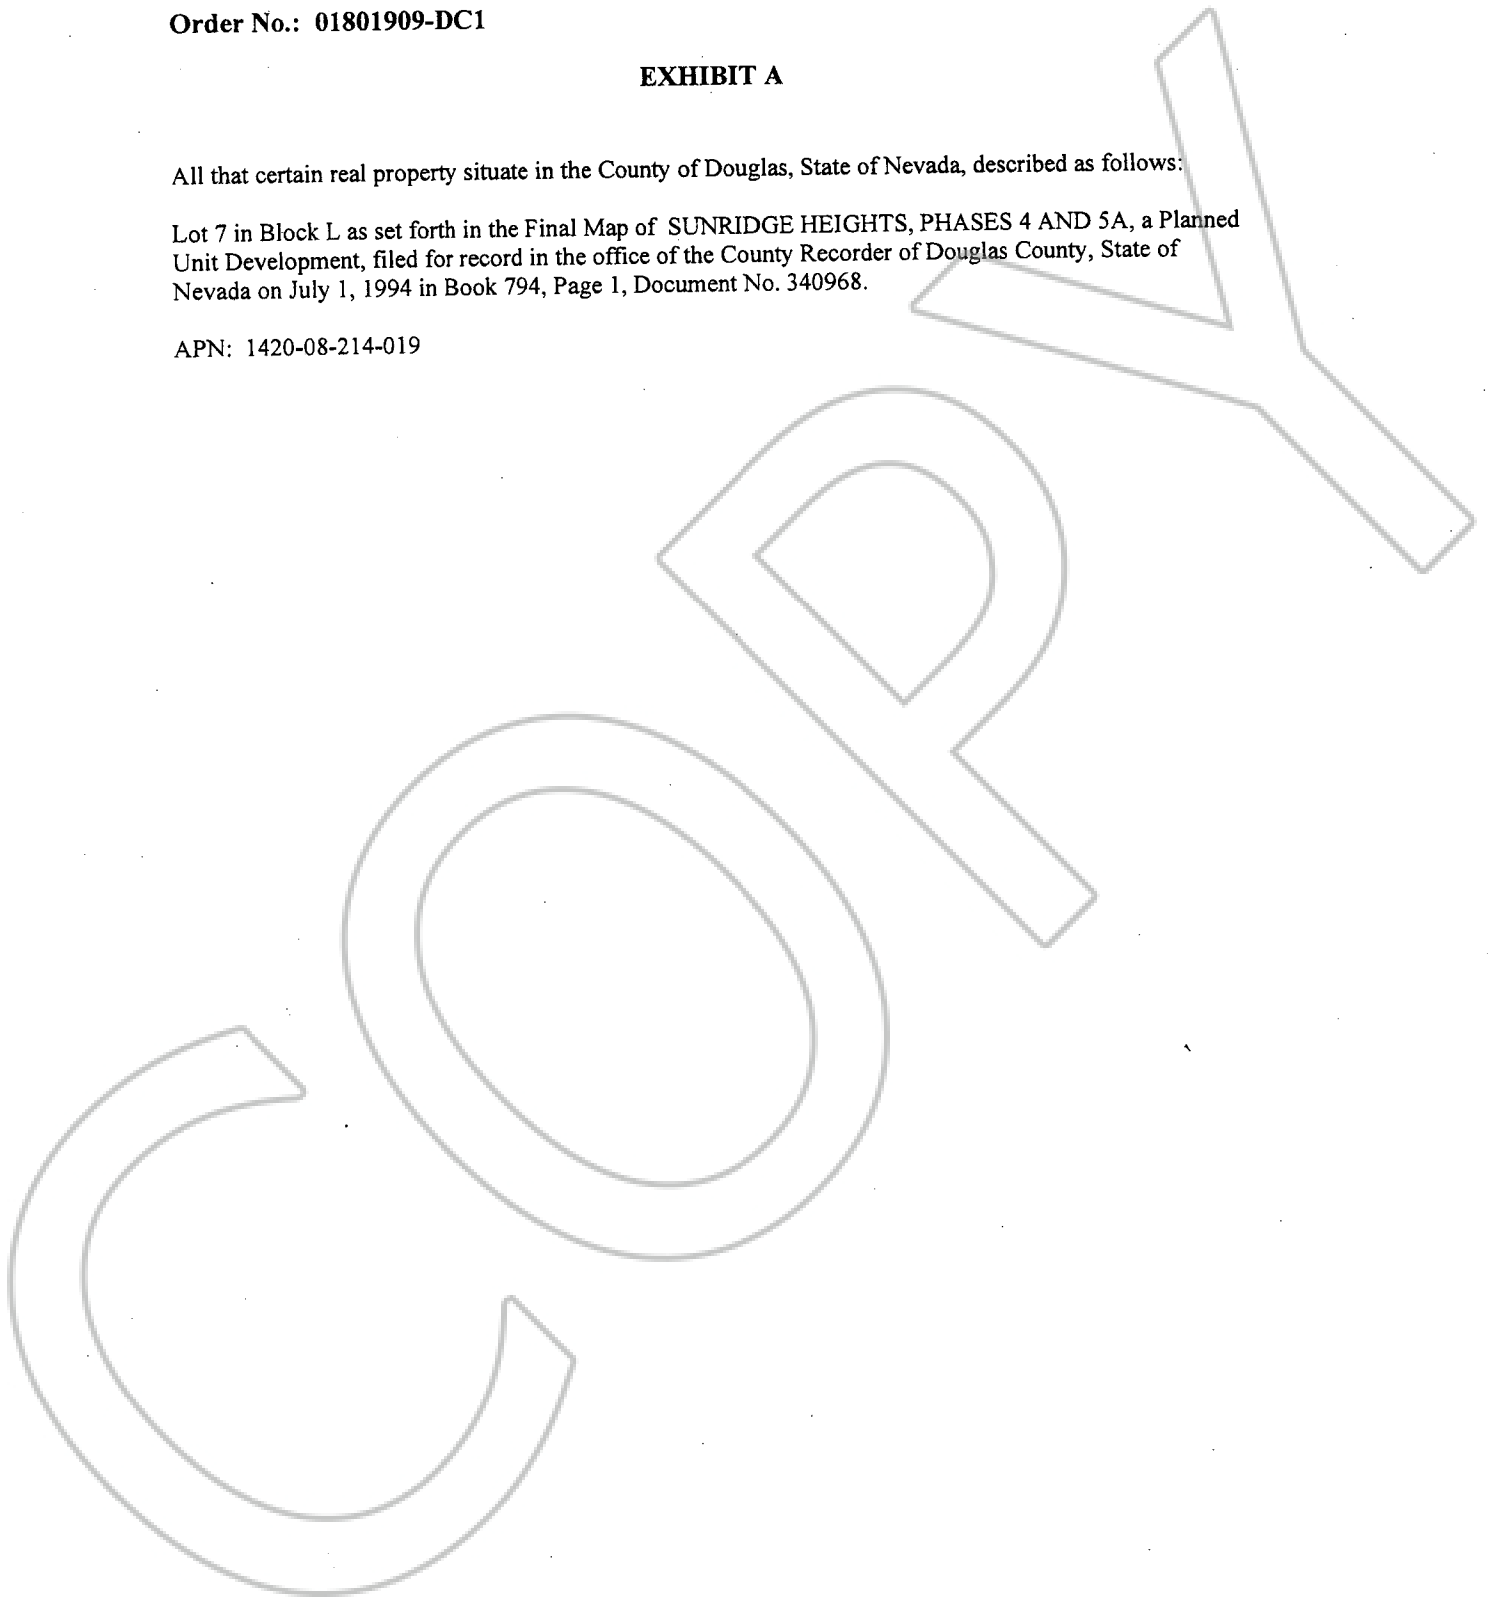 Order No.: 01801909-DC1
EXHIBIT A
All that certain real property situate in the County of Douglas, State of Nevada, described as follows:
Lot 7 in Block L as set forth in the Final Map of SUNRIDGE HEIGHTS, PHASES 4 AND 5A, a Planned
Unit Development, filed for record in the office of the County Recorder of Douglas County, State of
Nevada on July 1, 1994 in Book 794, Page 1, Document No. 340968.
APN: 1420-08-214-019
COPY